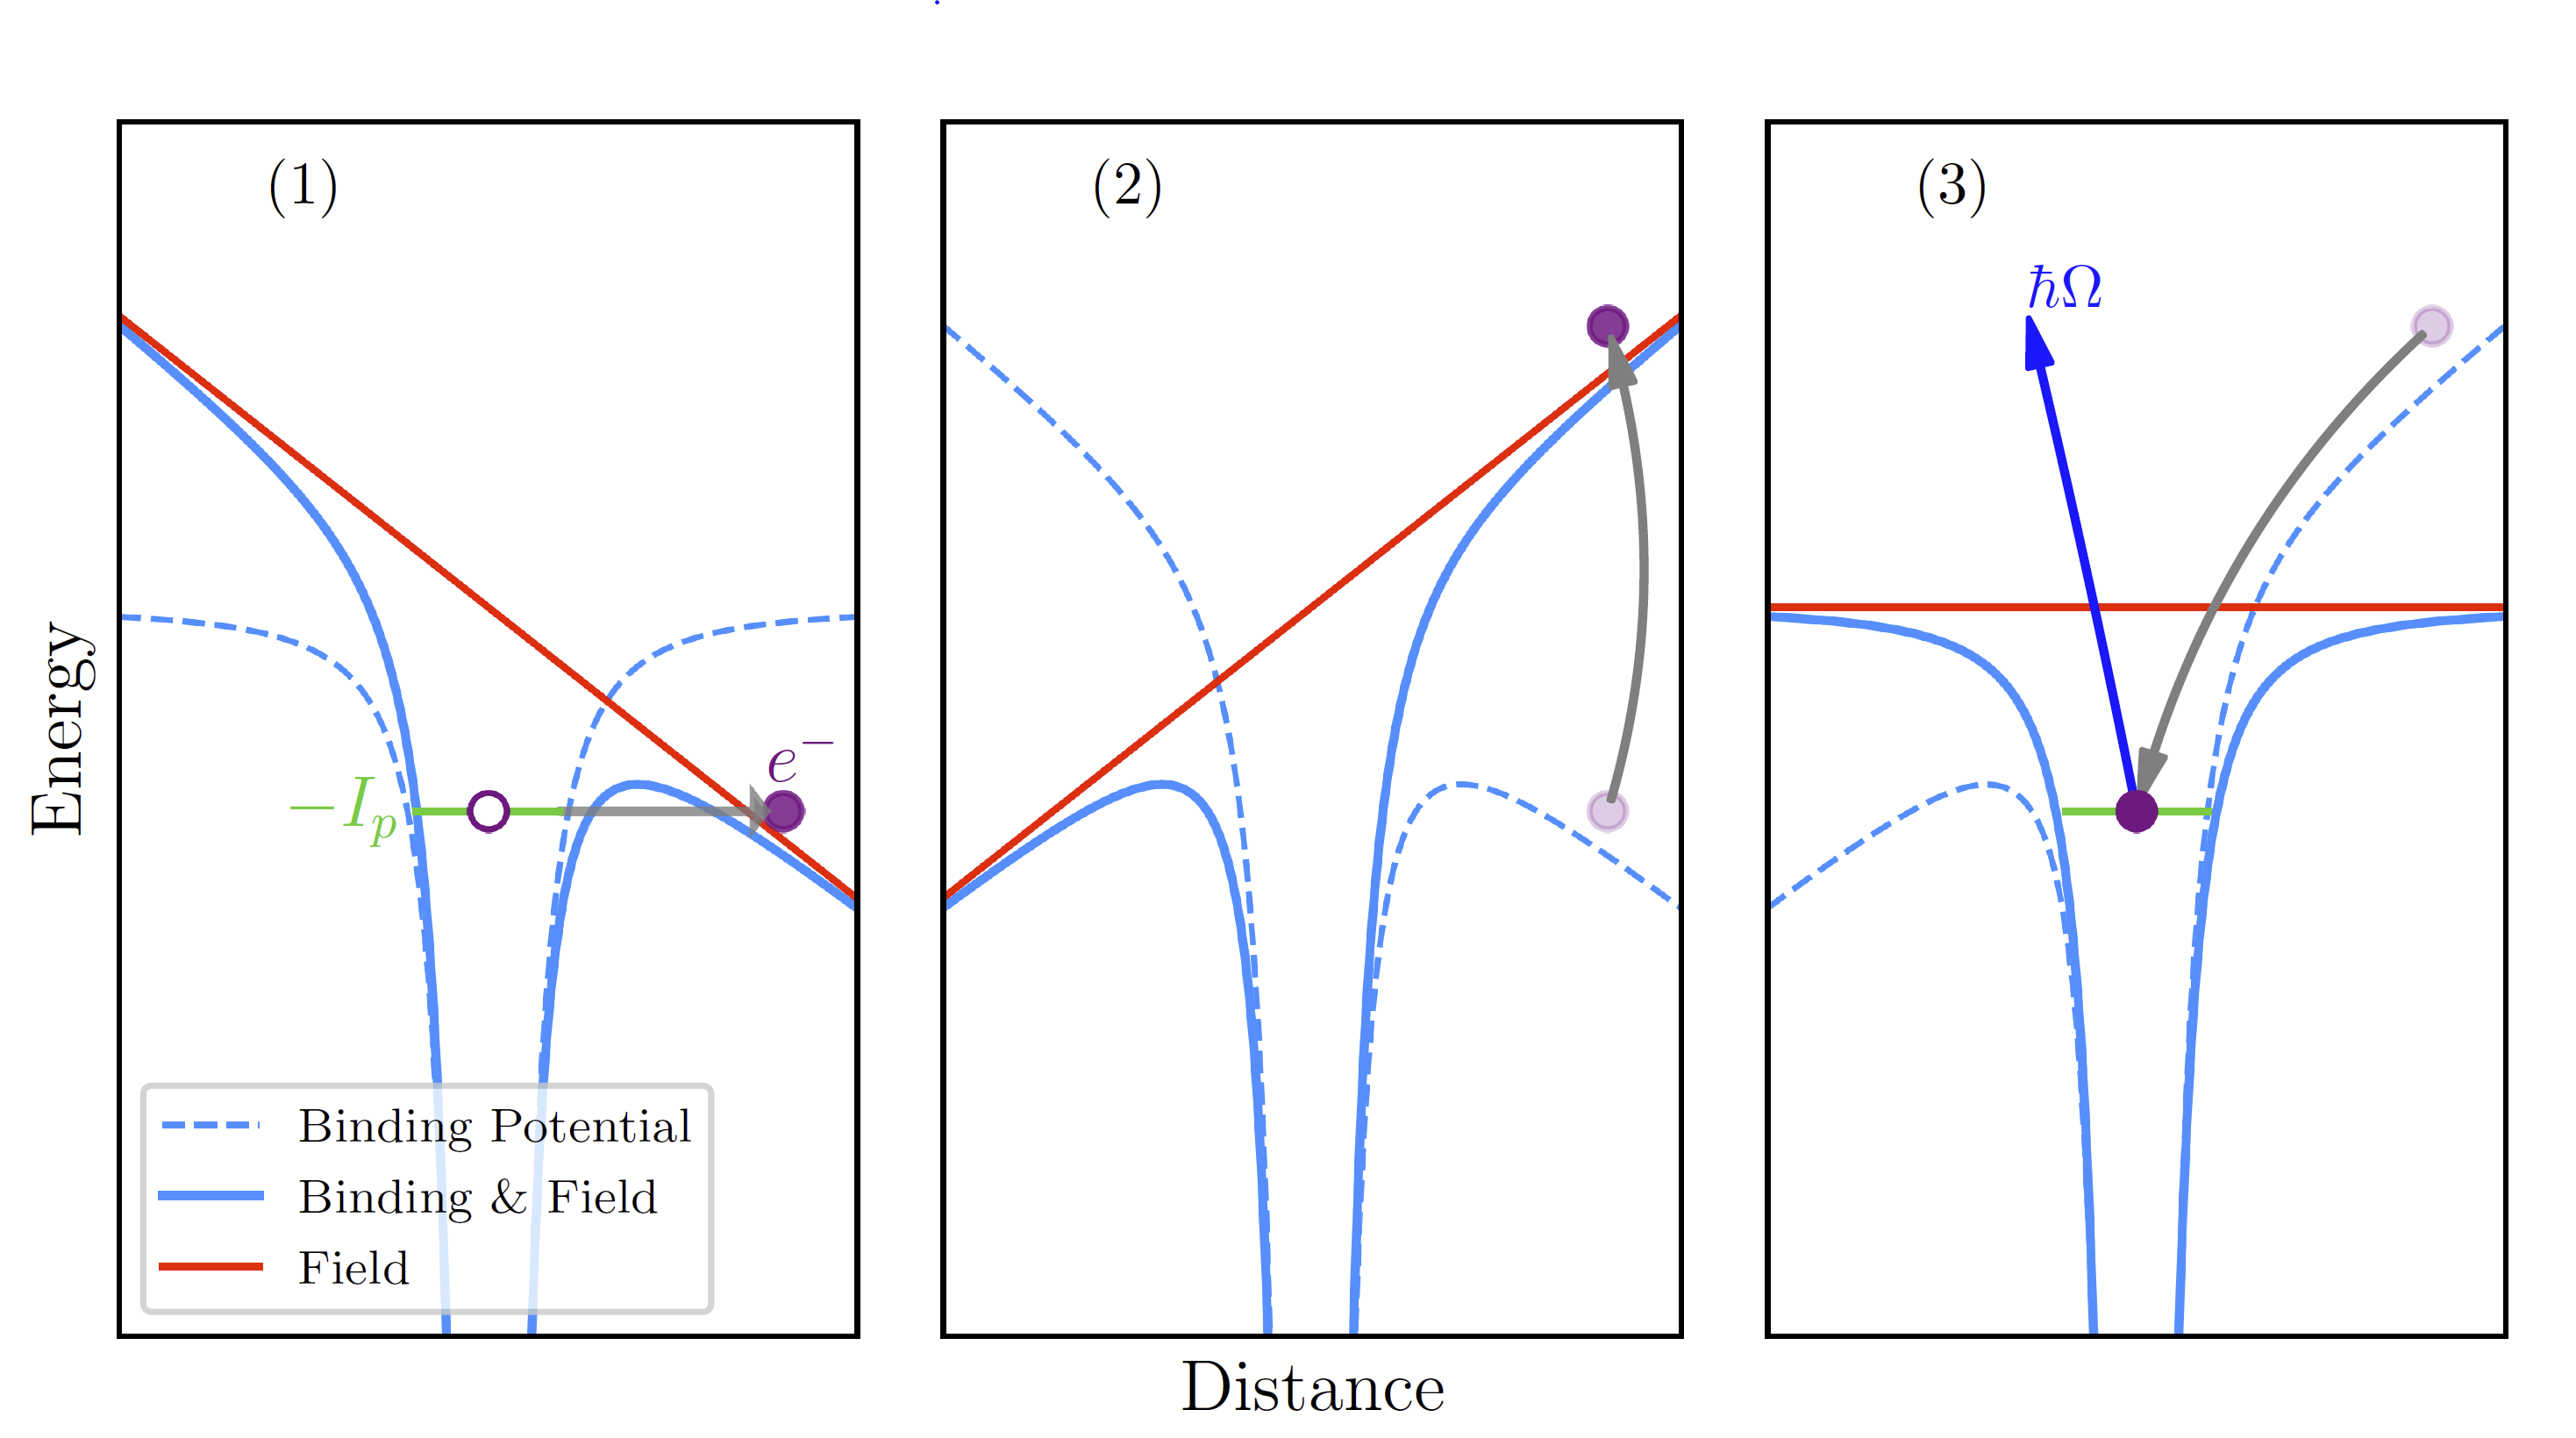 (1)
(2)
(3)
ħΩ
Energy
e⁻
−Iₚ
Binding Potential
Binding & Field
Field
Distance